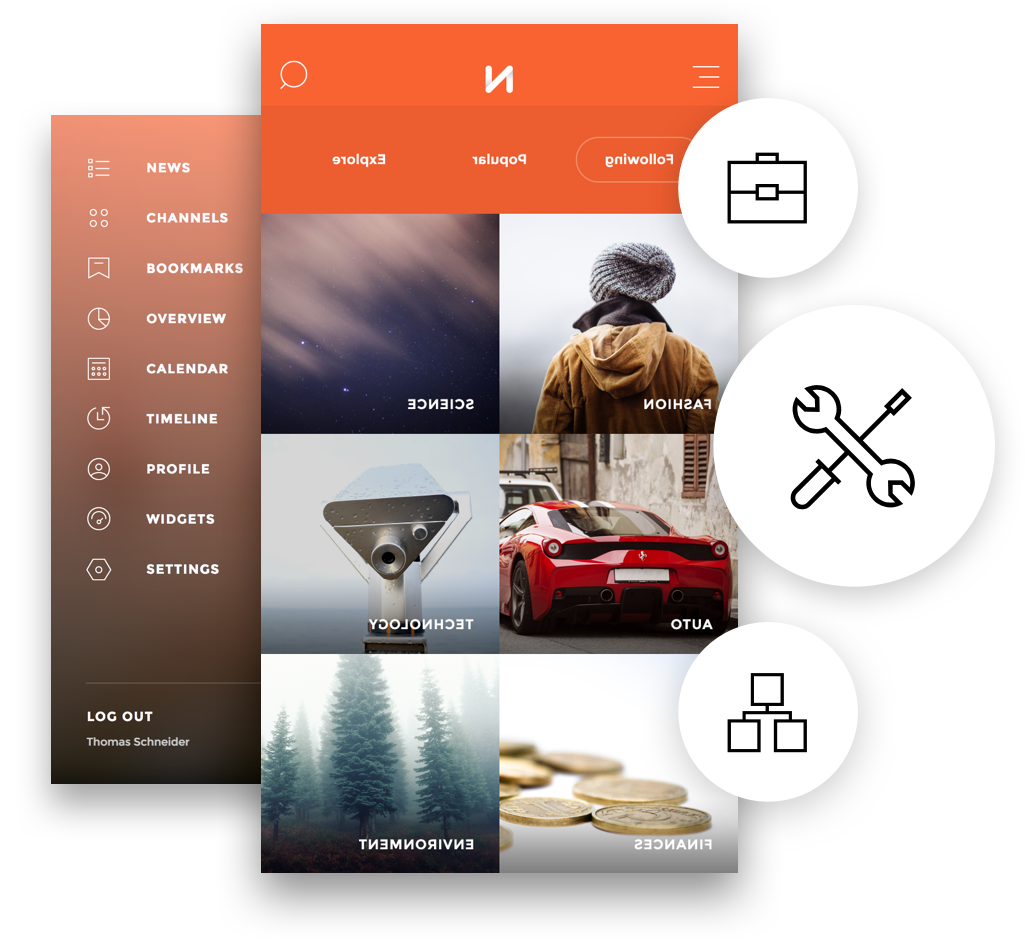 NEWS
CHANNELS
BOOKMARKS
OVERVIEW
CALENDAR
TIMELINE
PROFILE
WIDGETS
SETTINGS
LOG OUT
Thomas Schneider
N
Following
Popular
Explore
FASHION
SCIENCE
AUTO
TECHNOLOGY
FINANCES
ENVIRONMENT